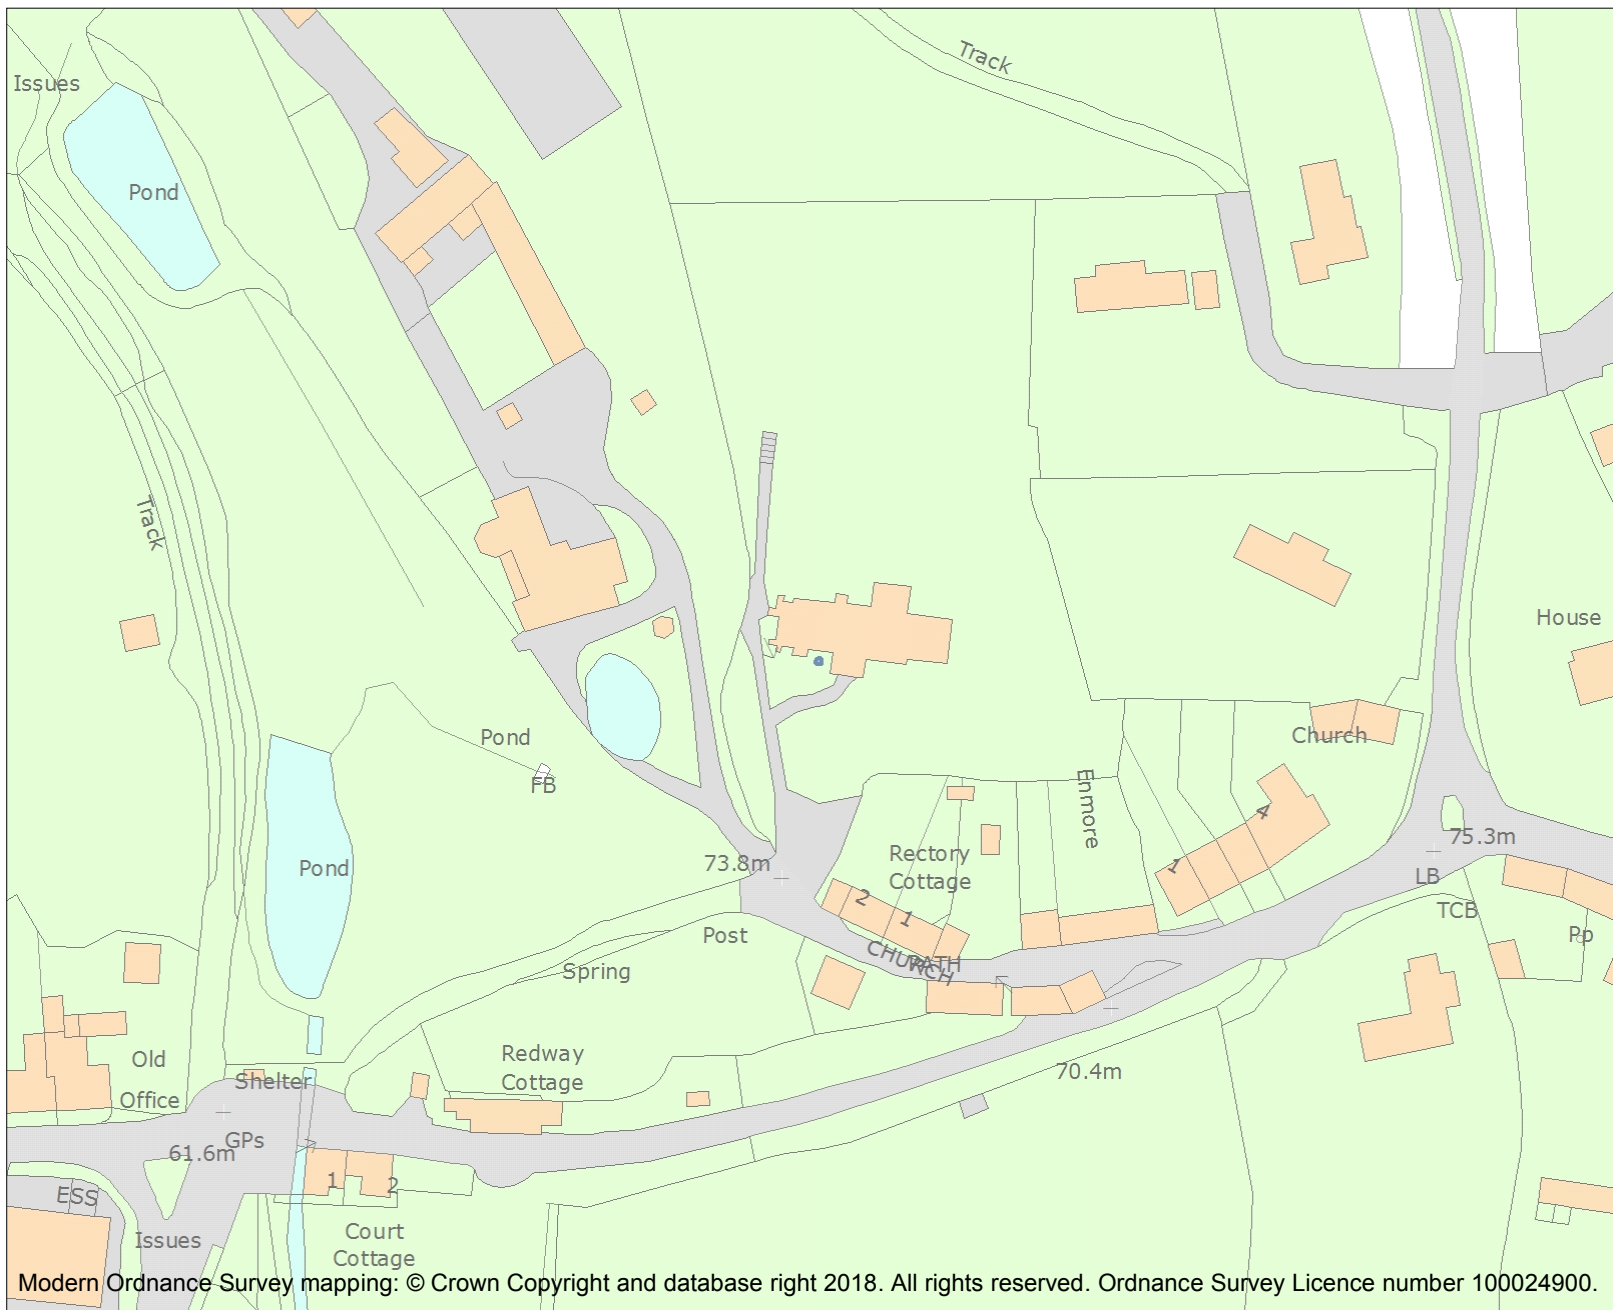 Track
Issues
Pond
Track
House
Pond
FB
Church
Enmore
4
1
75.3m
73.8m
Rectory
Cottage
Pond
LB
2
1
TCB
Post
CHURCH
PATH
Pp
Spring
Old
Office
Redway
Cottage
Shelter
70.4m
GPs
61.6m
1
2
ESS
Issues
Court
Cottage
Modern Ordnance Survey mapping: © Crown Copyright and database right 2018. All rights reserved. Ordnance Survey Licence number 100024900.